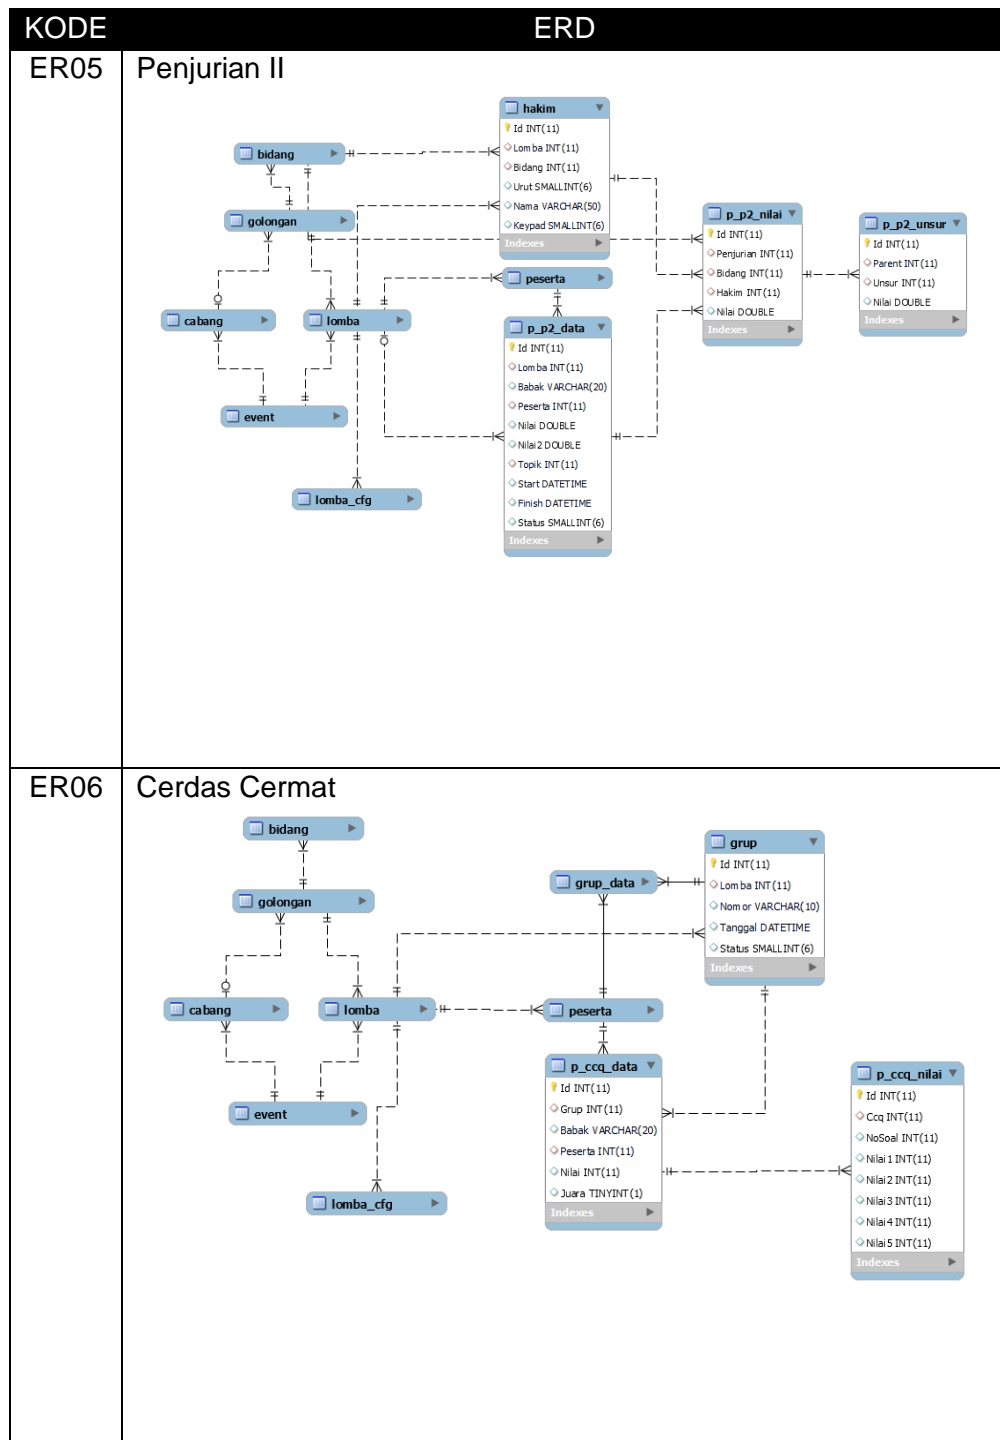 KODE ERD
ER05 Penjurian II
hakim
Id INT(11)
Lomba INT(11)
Bidang INT(11)
Urut SMALLINT(6)
Nama VARCHAR(50)
Keypad SMALLINT(6)
Indexes
bidang
golongan
cabang
lomba
event
lomba_cfg
peserta
p_p2_data
Id INT(11)
Lomba INT(11)
Babak VARCHAR(20)
Peserta INT(11)
Nilai DOUBLE
Nilai2 DOUBLE
Topik INT(11)
Start DATETIME
Finish DATETIME
Status SMALLINT(6)
Indexes
p_p2_nilai
Id INT(11)
Penjurian INT(11)
Bidang INT(11)
Hakim INT(11)
Nilai DOUBLE
Indexes
p_p2_unsur
Id INT(11)
Parent INT(11)
Unsur INT(11)
Nilai DOUBLE
Indexes
ER06 Cerdas Cermat
bidang
golongan
cabang
lomba
event
lomba_cfg
grup_data
peserta
grup
Id INT(11)
Lomba INT(11)
Nomor VARCHAR(10)
Tanggal DATETIME
Status SMALLINT(6)
Indexes
p_ccq_data
Id INT(11)
Grup INT(11)
Babak VARCHAR(20)
Peserta INT(11)
Nilai INT(11)
Juara TINYINT(1)
Indexes
p_ccq_nilai
Id INT(11)
Ccq INT(11)
NoSoal INT(11)
Nilai1 INT(11)
Nilai2 INT(11)
Nilai3 INT(11)
Nilai4 INT(11)
Nilai5 INT(11)
Indexes